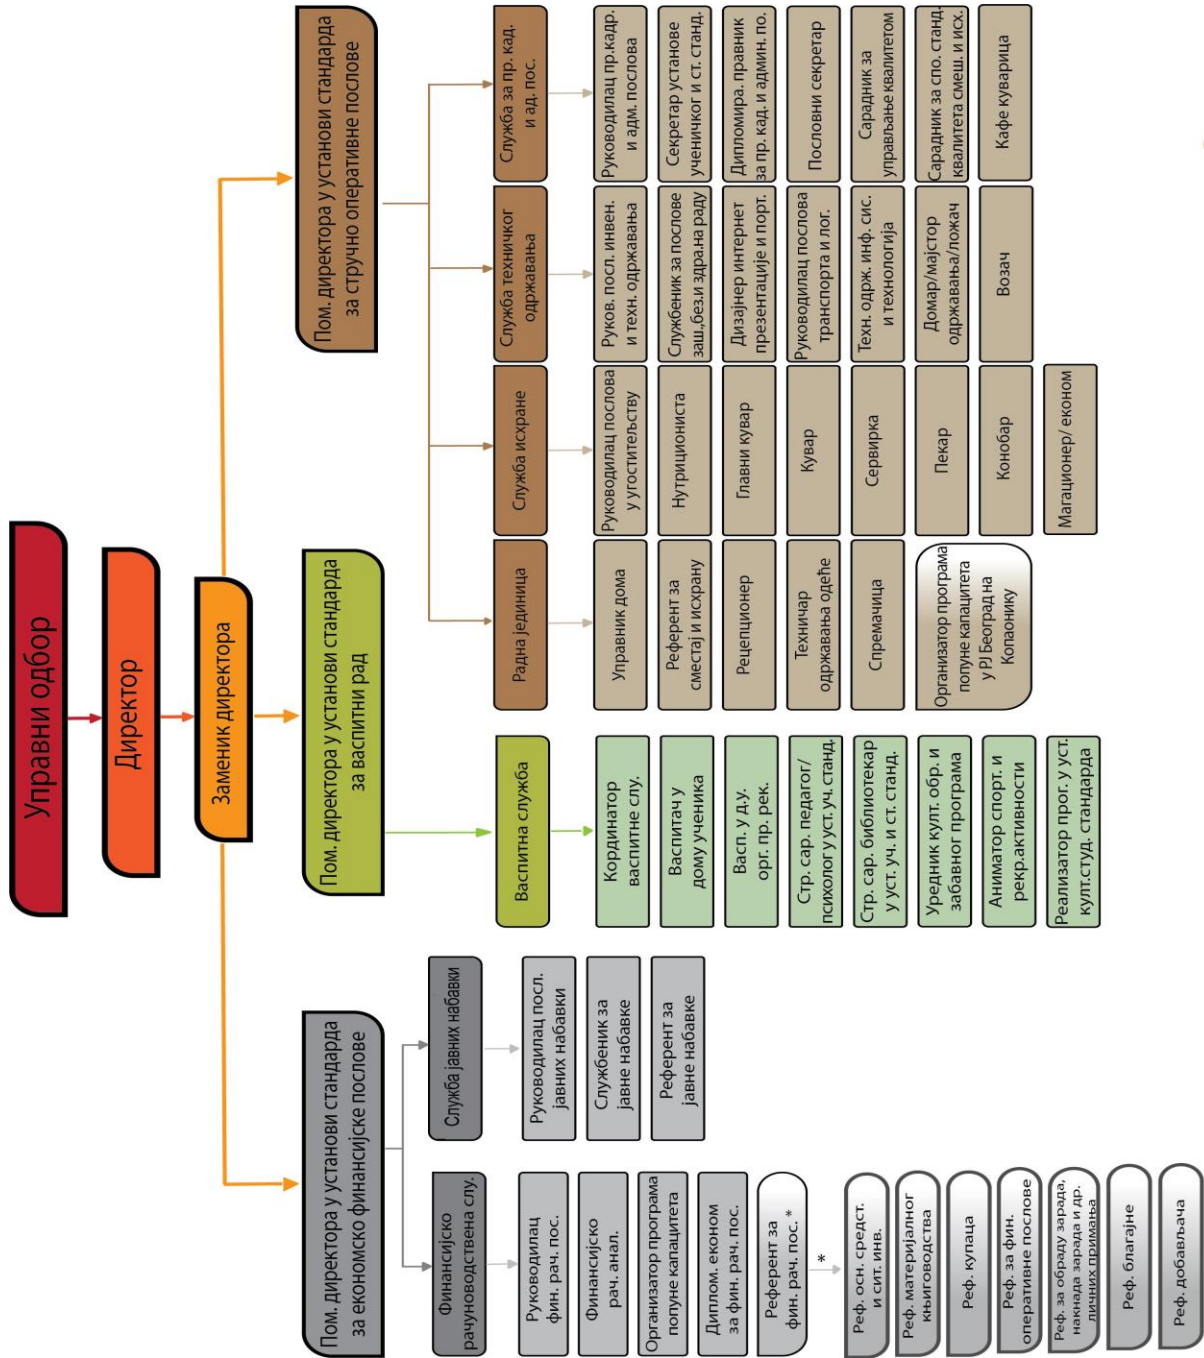 Управни одбор
Директор
Заменик директора
Пом. директора у установи стандарда
за економско финансијске послове
Пом. директора у установи стандарда
за васпитни рад
Пом. директора у установи стандарда
за стручно оперативне послове
Финансијско
рачуноводствена слу.
Руководилац
фин. рач. пос.
Финансијско
рач. анал.
Организатор програма
попуне капацитета
Диплом. економ
за фин. рач. пос.
Референт за
фин. рач. пос. *
*
Реф. осн. средст.
и сит. инв.
Реф. материјалног
књиговодства
Реф. купаца
Реф. за фин.
оперативне послове
Реф. за обраду зарада,
накнада зарада и др.
личних примања
Реф. благајне
Реф. добављача
Служба јавних набавки
Руководилац посл.
јавних набавки
Службеник за
јавне набавке
Референт за
јавне набавке
Васпитна служба
Кординатор
васпитне слу.
Васпитач у
дому ученика
Васп. у д.у.
орг. пр. рек.
Стр. сар. педагог/
психолог у уст. уч. станд.
Стр. сар. библиотекар
у уст. уч. и ст. станд.
Уредник култ. обр. и
забавног програма
Аниматор спорт. и
рекр.активности
Реализатор прог. у уст.
култ.студ. стандарда
Радна јединица
Управник дома
Референт за
сместај и исхрану
Рецепционер
Техничар
одржавања одеће
Спремачица
Организатор програма
попуне капацитета
у РЈ Београд на
Копаонику
Служба исхране
Руководилац послова
у угоститељству
Нутрициониста
Главни кувар
Кувар
Сервирка
Пекар
Конобар
Магационер/ економ
Служба техничког
одржавања
Руков. посл. инвен.
и техн. одржавања
Службеник за послове
заш,без.и здра.на раду
Дизајнер интернет
презентације и порт.
Руководилац послова
транспорта и лог.
Техн. одрж. инф. сис.
и технологија
Домар/мајстор
одржавања/ложач
Возач
Служба за пр. кад.
и ад. пос.
Руководилац пр.кадр.
и адм. послова
Секретар установе
ученичког и ст. станд.
Дипломира. правник
за пр. кад. и админ. по.
Пословни секретар
Сарадник за
управљање квалитетом
Сарадник за спо. станд.
квалитета смеш. и исх.
Кафе куварица